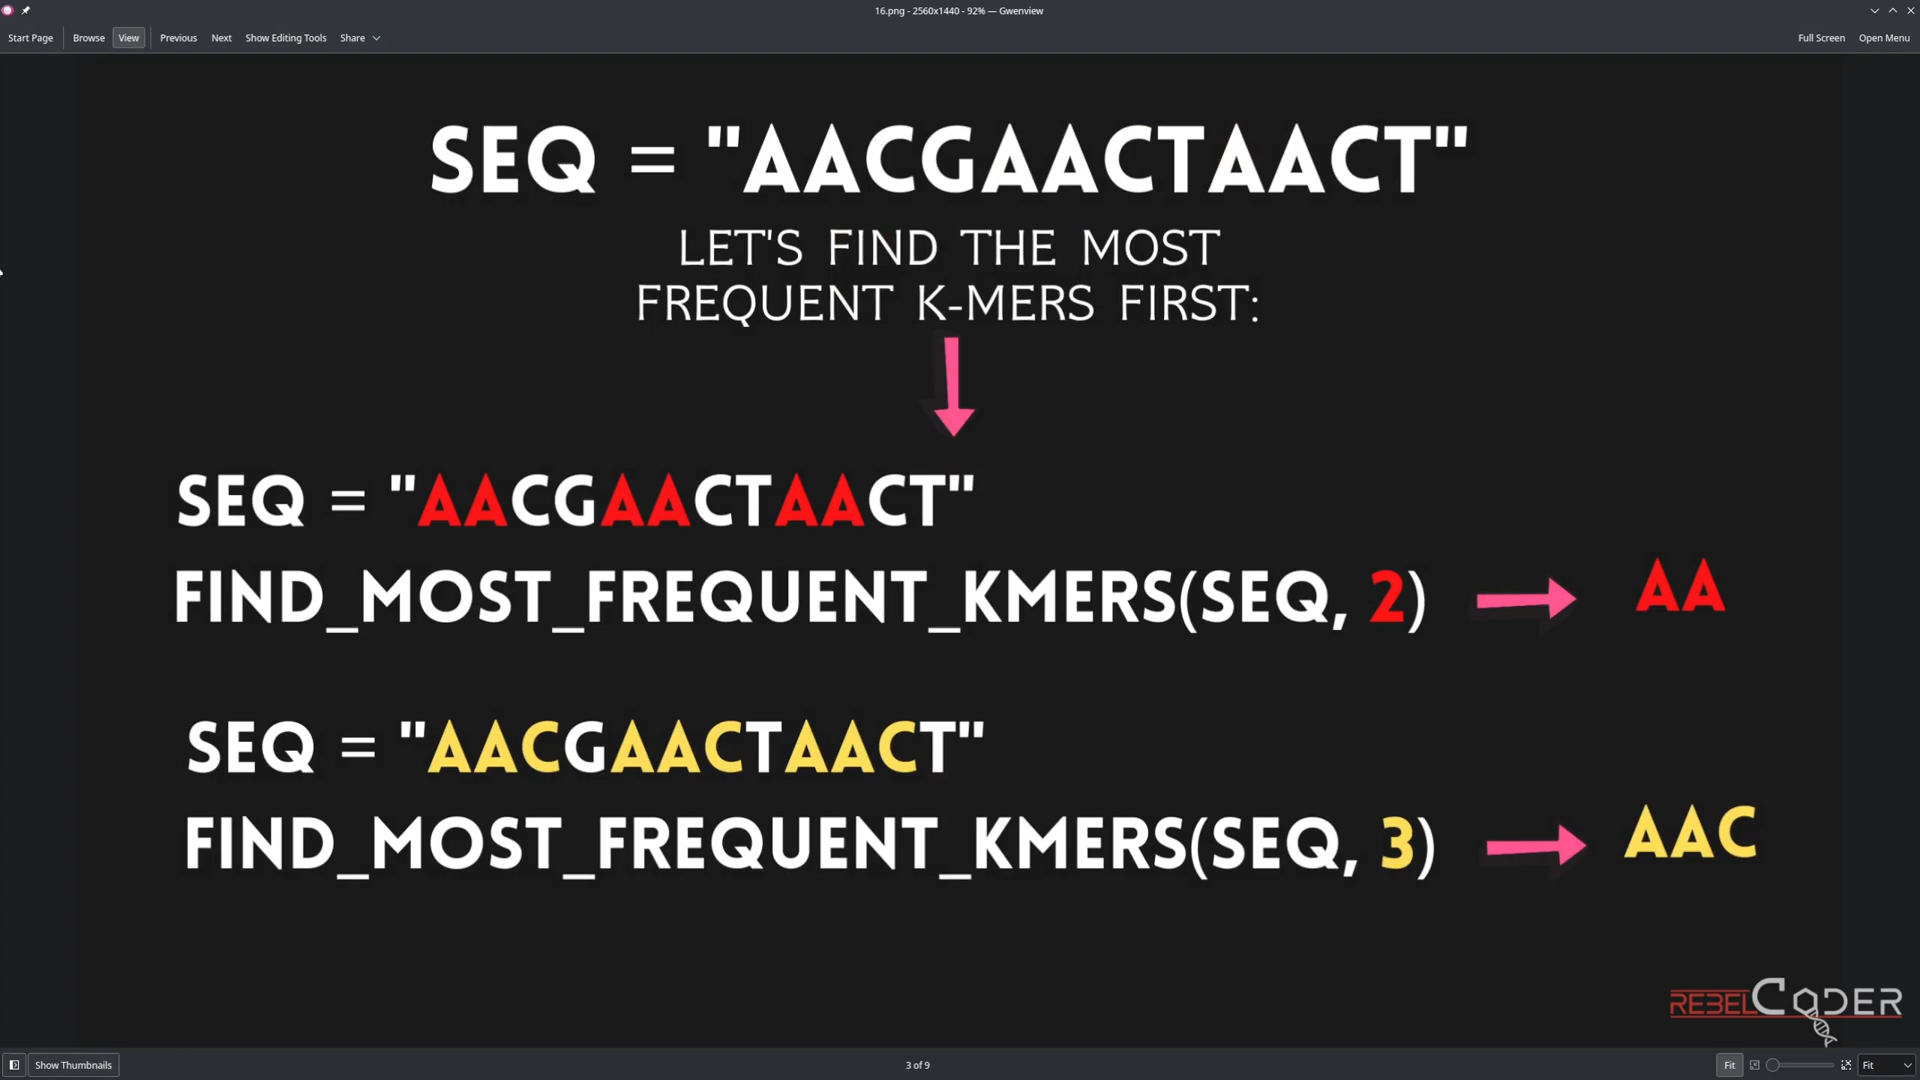 16.png - 2560x1440 - 92% — Gwenview
Start Page Browse View Previous Next Show Editing Tools Share Full Screen Open Menu
SEQ = "AACGAACTAACT"
LET'S FIND THE MOST
FREQUENT K-MERS FIRST:
SEQ = "AACGAACTAACT"
FIND_MOST_FREQUENT_KMERS(SEQ, 2) AA
SEQ = "AACGAACTAACT"
FIND_MOST_FREQUENT_KMERS(SEQ, 3) AAC
REBELCODER
Show Thumbnails 3 of 9 Fit Fit